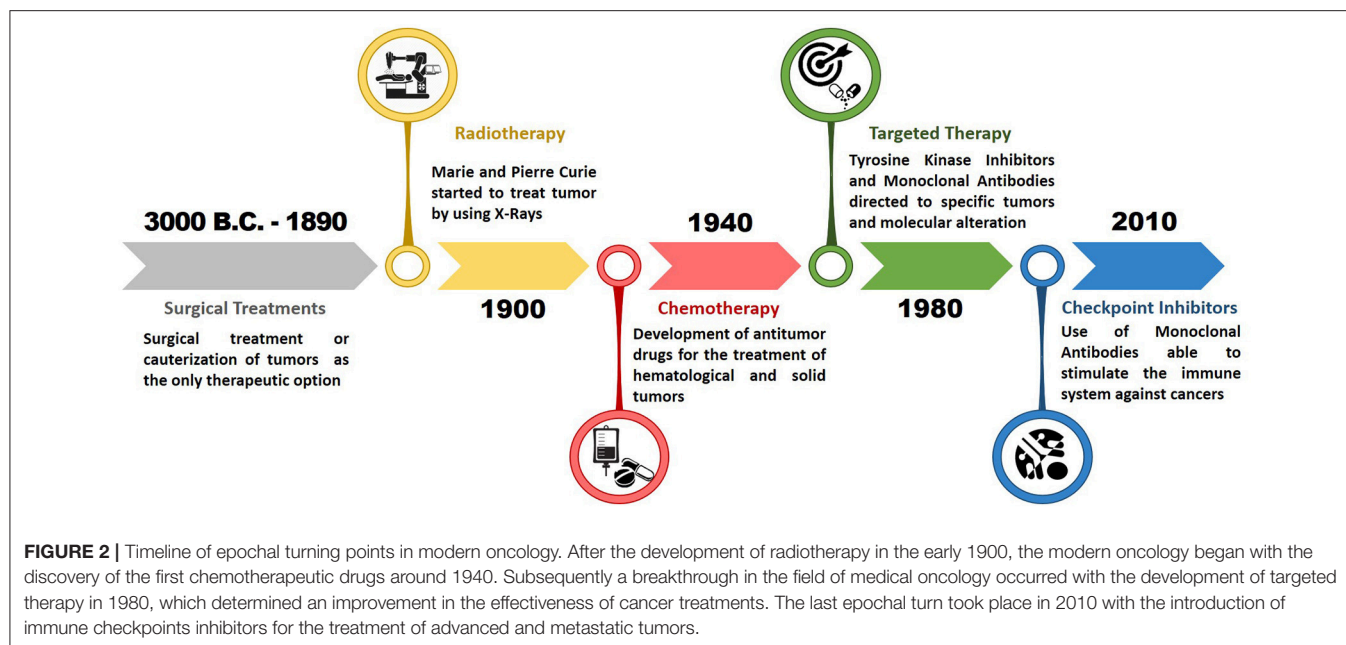 3000 B.C. - 1890
Surgical Treatments
Surgical treatment or
cauterization of tumors as
the only therapeutic option
Radiotherapy
Marie and Pierre Curie
started to treat tumor
by using X-Rays
1900
1940
Chemotherapy
Development of antitumor
drugs for the treatment of
hematological and solid
tumors
Targeted Therapy
Tyrosine Kinase Inhibitors
and Monoclonal Antibodies
directed to specific tumors
and molecular alteration
1980
2010
Checkpoint Inhibitors
Use of Monoclonal
Antibodies able to
stimulate the immune
system against cancers
FIGURE 2 | Timeline of epochal turning points in modern oncology. After the development of radiotherapy in the early 1900, the modern oncology began with the
discovery of the first chemotherapeutic drugs around 1940. Subsequently a breakthrough in the field of medical oncology occurred with the development of targeted
therapy in 1980, which determined an improvement in the effectiveness of cancer treatments. The last epochal turn took place in 2010 with the introduction of
immune checkpoints inhibitors for the treatment of advanced and metastatic tumors.